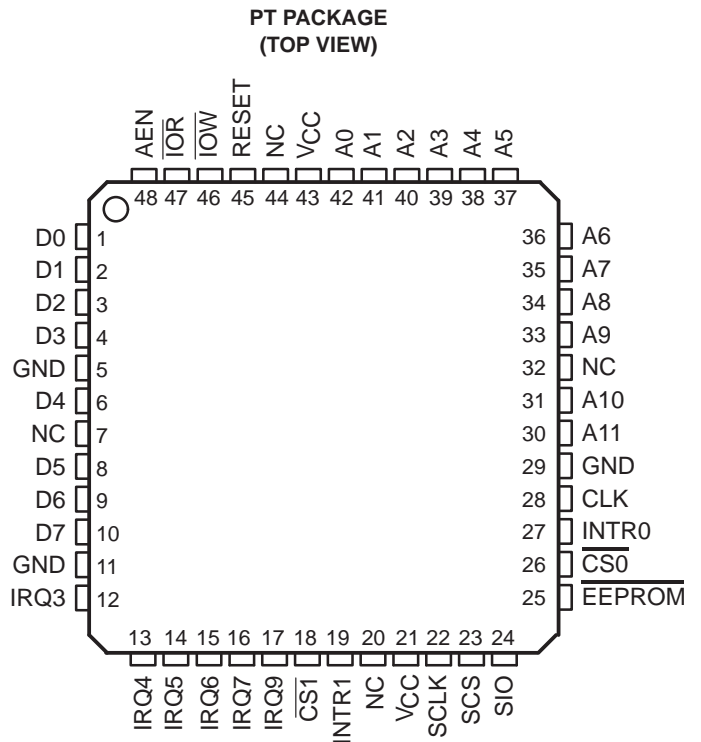 PT PACKAGE
(TOP VIEW)
AEN
I̅O̅R̅
I̅O̅W̅
RESET
NC
VCC
A0
A1
A2
A3
A4
A5
48 47 46 45 44 43 42 41 40 39 38 37
D0 1
D1 2
D2 3
D3 4
GND 5
D4 6
NC 7
D5 8
D6 9
D7 10
GND 11
IRQ3 12
36 A6
35 A7
34 A8
33 A9
32 NC
31 A10
30 A11
29 GND
28 CLK
27 INTR0
26 C̅S̅0̅
25 E̅E̅P̅R̅O̅M̅
13 14 15 16 17 18 19 20 21 22 23 24
IRQ4
IRQ5
IRQ6
IRQ7
IRQ9
C̅S̅1̅
INTR1
NC
VCC
SCLK
SCS
SIO